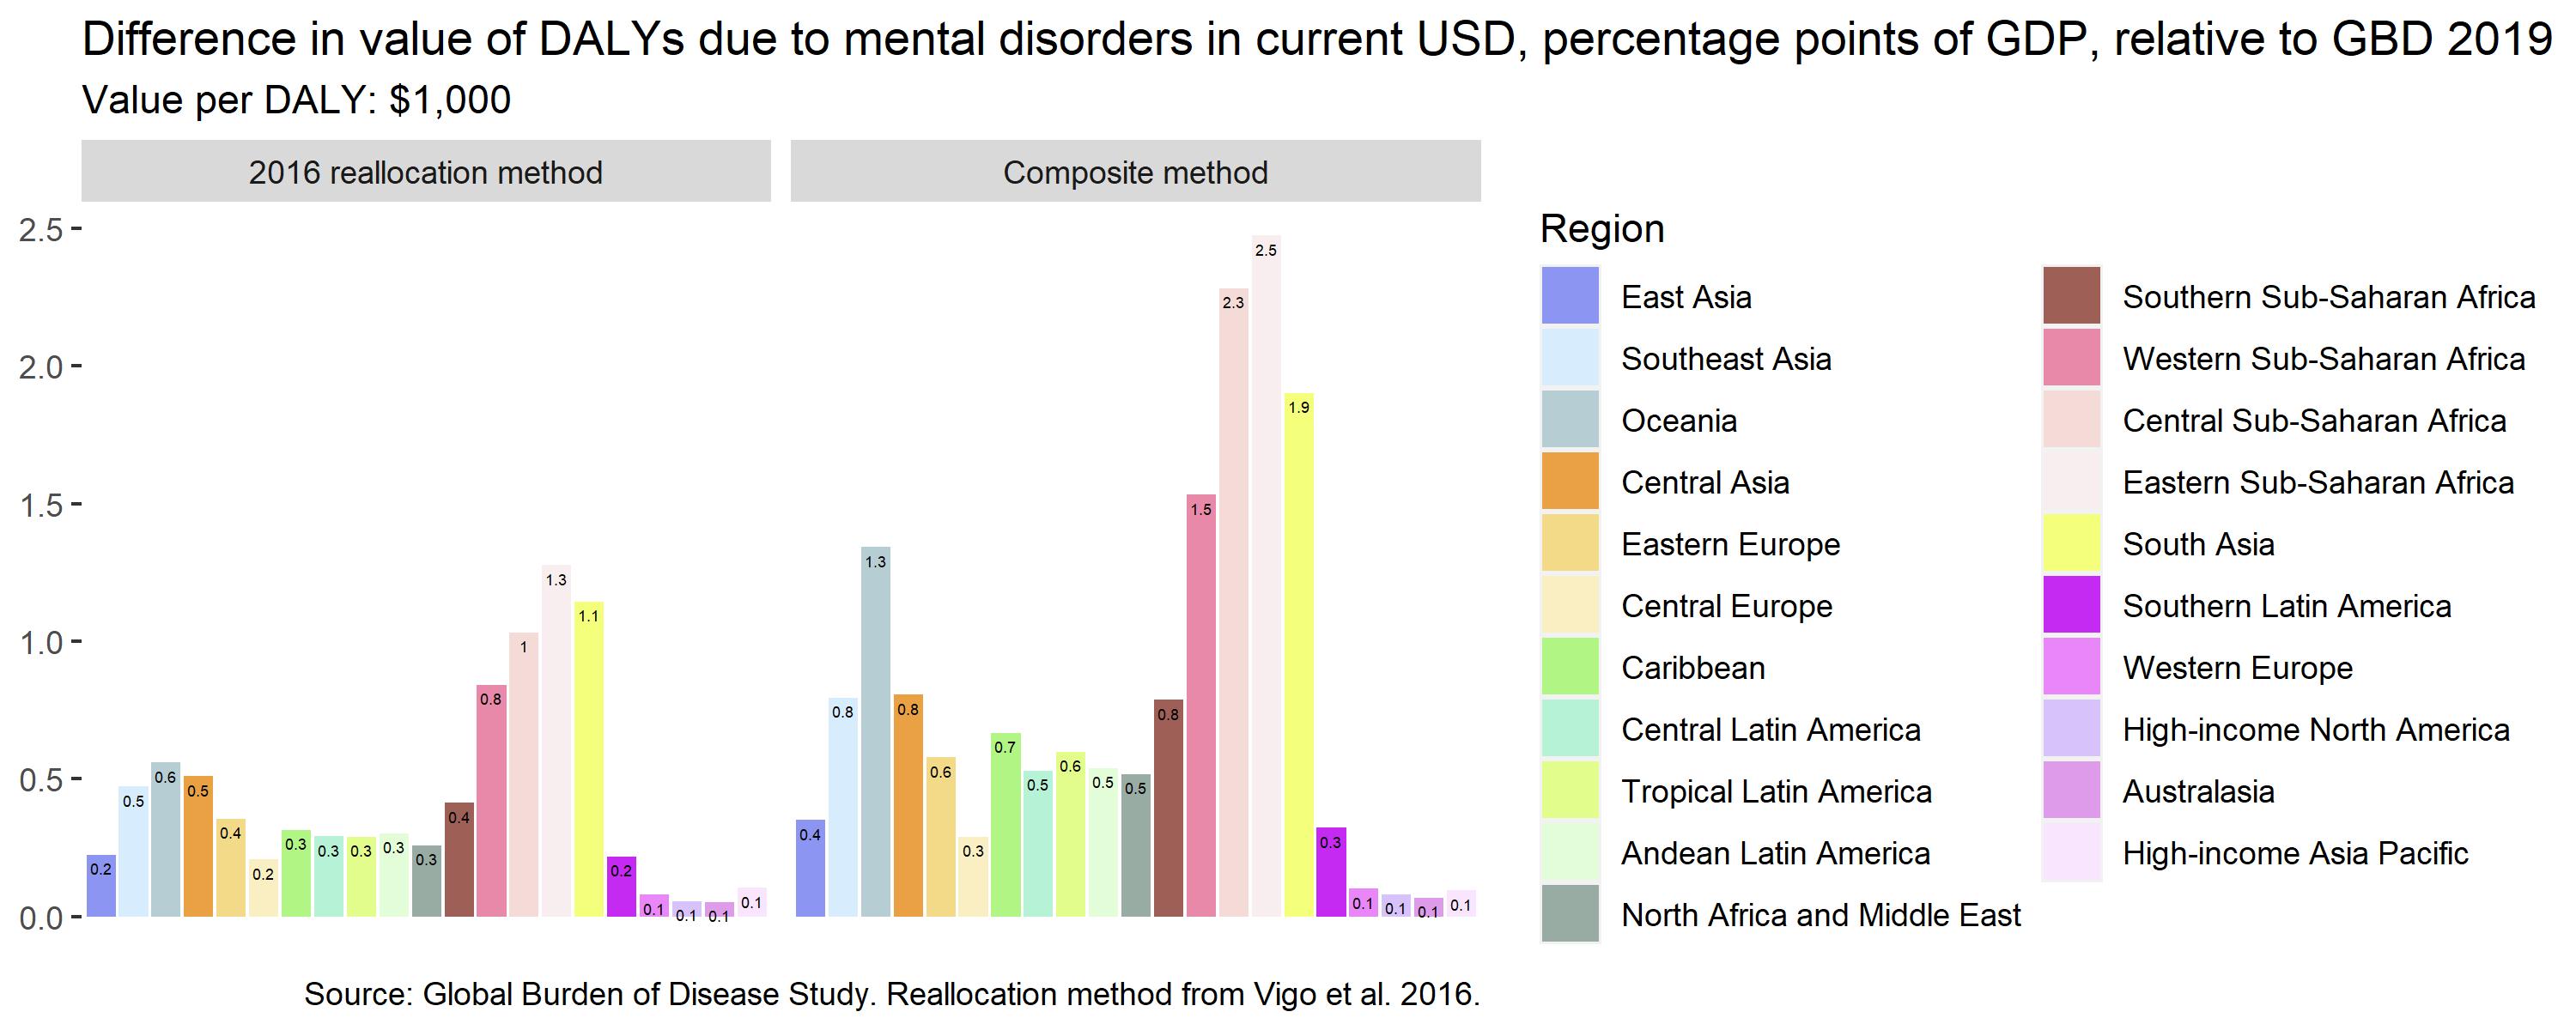 Difference in value of DALYs due to mental disorders in current USD, percentage points of GDP, relative to GBD 2019
Value per DALY: $1,000
2016 reallocation method
Composite method
2.5
2.0
1.5
1.0
0.5
0.0
0.2
0.5
0.6
0.5
0.4
0.2
0.3
0.3
0.3
0.3
0.3
0.4
0.8
1
1.3
1.1
0.2
0.1
0.1
0.1
0.1
0.4
0.8
1.3
0.8
0.6
0.3
0.7
0.5
0.6
0.5
0.5
0.8
1.5
2.3
2.5
1.9
0.3
0.1
0.1
0.1
0.1
Region
East Asia
Southeast Asia
Oceania
Central Asia
Eastern Europe
Central Europe
Caribbean
Central Latin America
Tropical Latin America
Andean Latin America
North Africa and Middle East
Southern Sub-Saharan Africa
Western Sub-Saharan Africa
Central Sub-Saharan Africa
Eastern Sub-Saharan Africa
South Asia
Southern Latin America
Western Europe
High-income North America
Australasia
High-income Asia Pacific
Source: Global Burden of Disease Study. Reallocation method from Vigo et al. 2016.